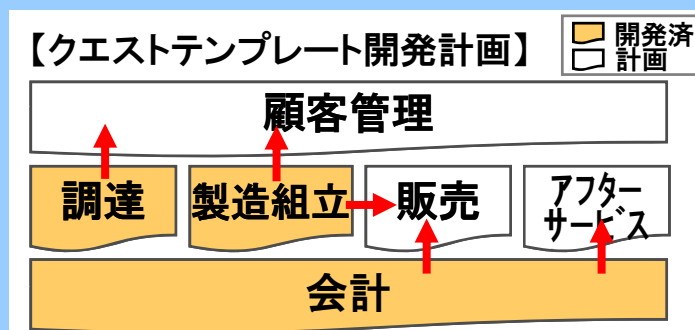 【クエストテンプレート開発計画】
開発済
計画
顧客管理
調達
製造組立
販売
アフター
サービス
会計